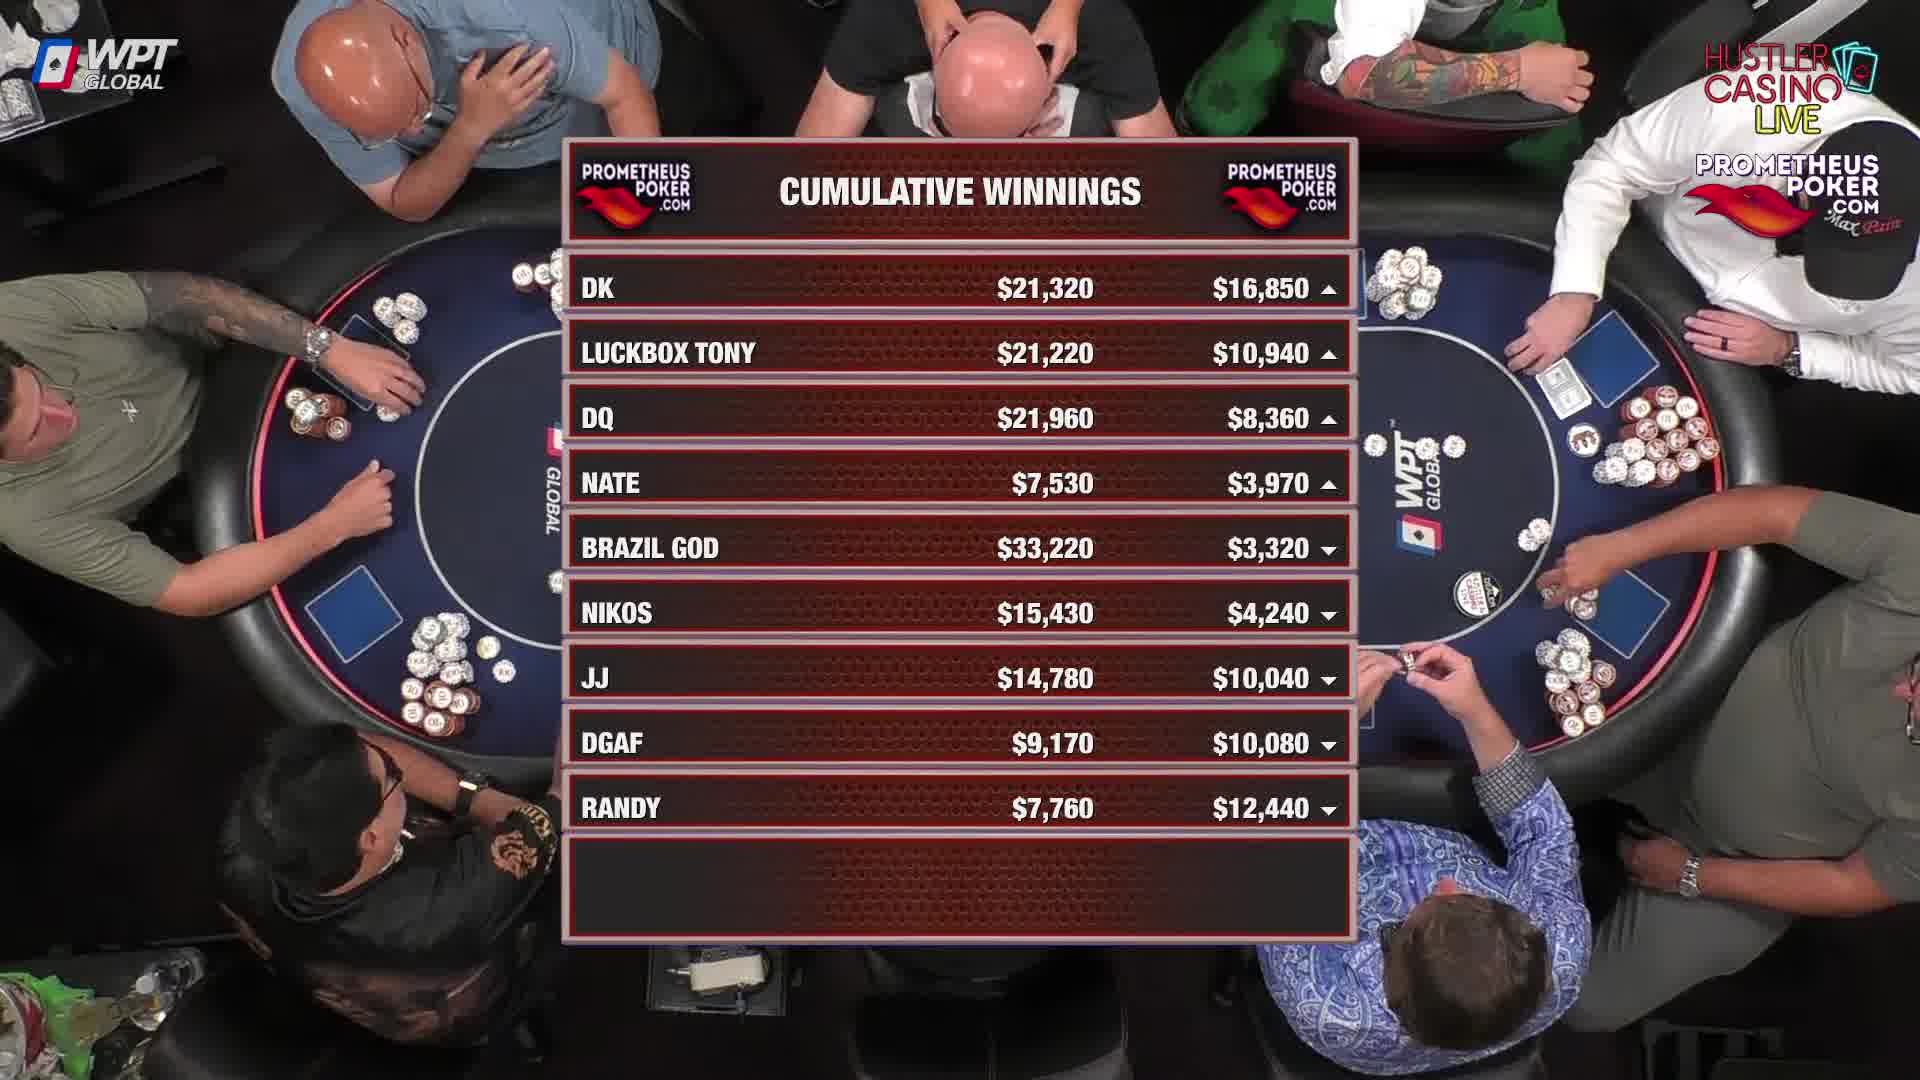 WPT
GLOBAL
HUSTLER
CASINO
LIVE
PROMETHEUS
POKER
.COM
Max Pain
PROMETHEUS
POKER
.COM
CUMULATIVE WINNINGS
PROMETHEUS
POKER
.COM
DK $21,320 $16,850
LUCKBOX TONY $21,220 $10,940
DQ $21,960 $8,360
NATE $7,530 $3,970
BRAZIL GOD $33,220 $3,320
NIKOS $15,430 $4,240
JJ $14,780 $10,040
DGAF $9,170 $10,080
RANDY $7,760 $12,440
GLOBAL
WPT
GLOBAL